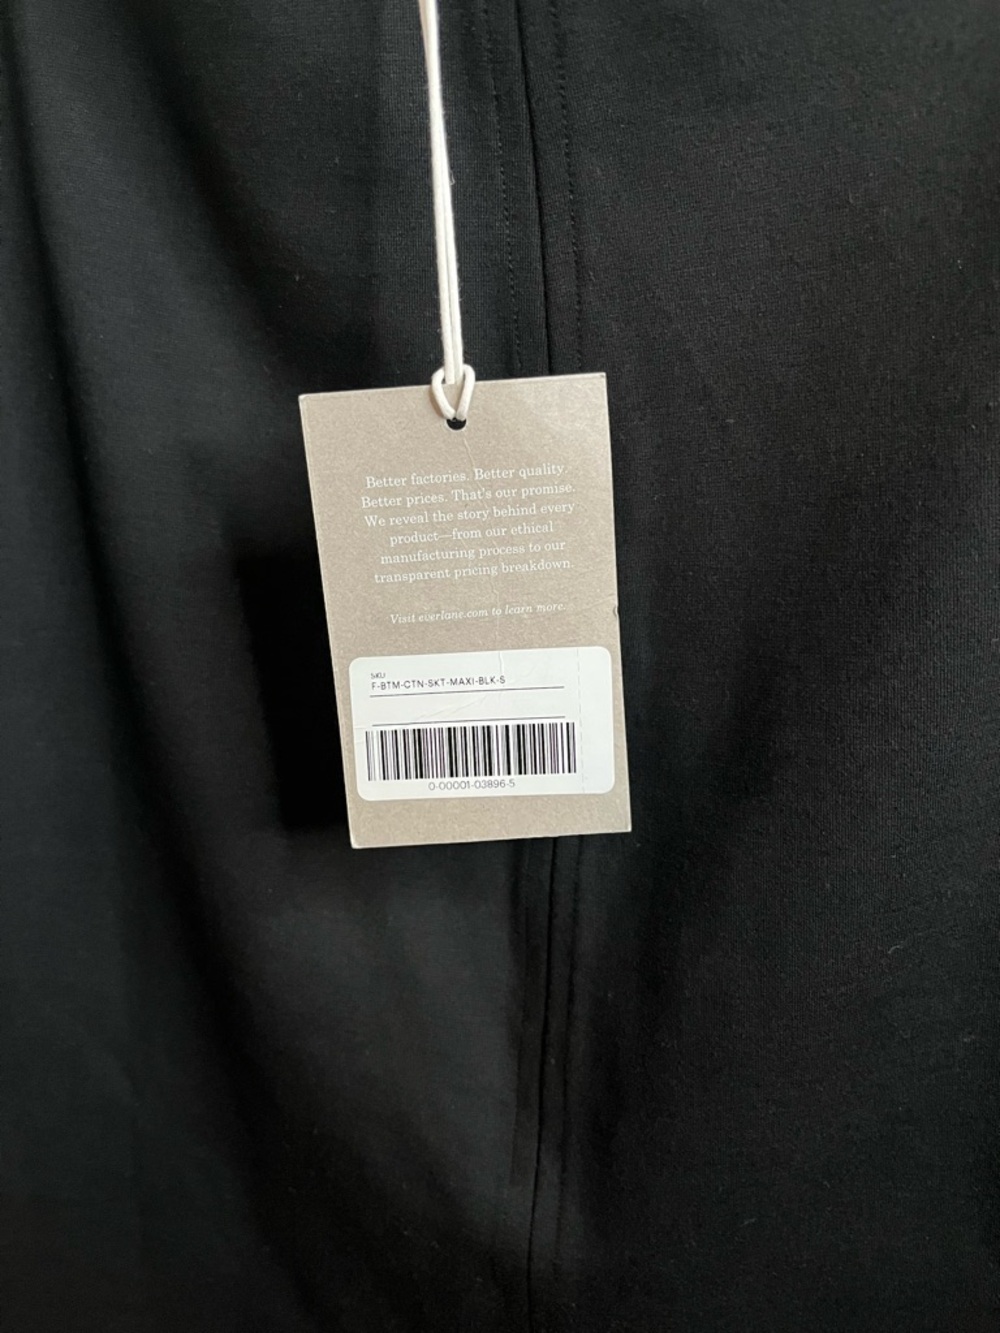 Better factories. Better quality.
Better prices. That's our promise.
We reveal the story behind every
product—from our ethical
manufacturing process to our
transparent pricing breakdown.
Visit everlane.com to learn more.
SKU
F-BTM-CTN-SKT-MAXI-BLK-S
0-00001-03896-5